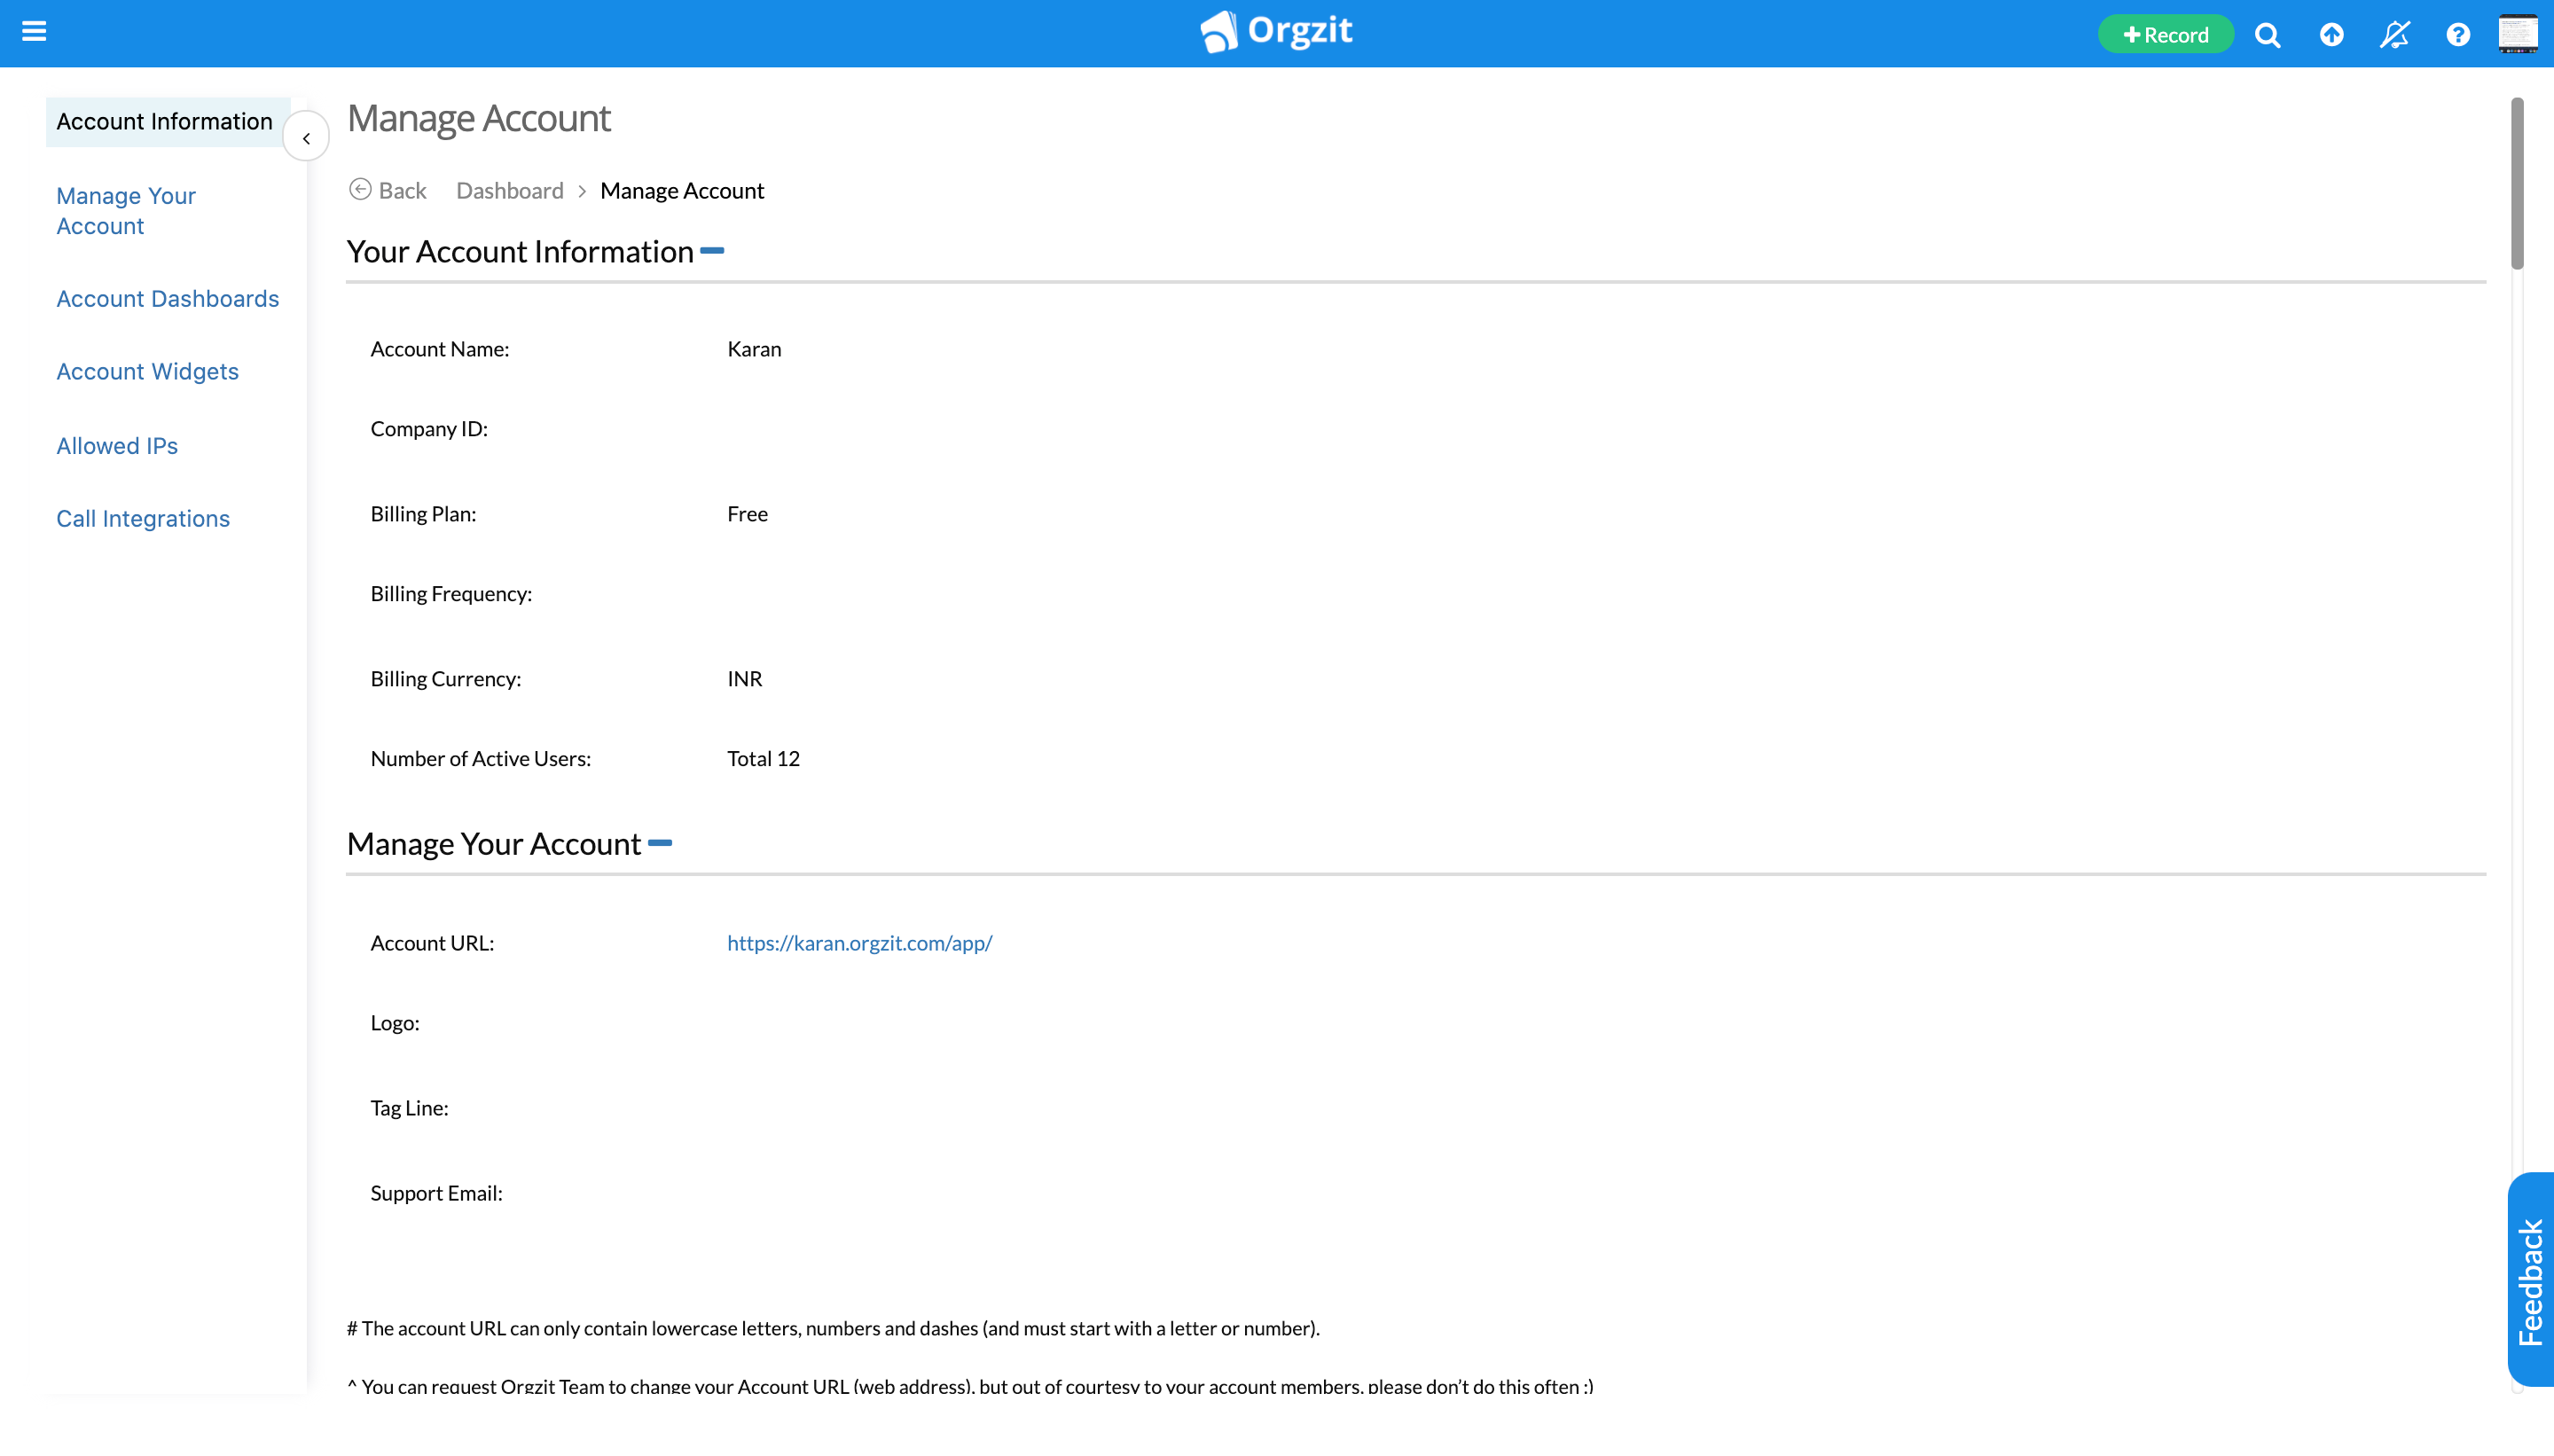 Orgzit
Record
Account Information
Manage Your
Account
Account Dashboards
Account Widgets
Allowed IPs
Call Integrations
Manage Account
Back Dashboard > Manage Account
Your Account Information
Account Name: Karan
Company ID:
Billing Plan: Free
Billing Frequency:
Billing Currency: INR
Number of Active Users: Total 12
Manage Your Account
Account URL: https://karan.orgzit.com/app/
Logo:
Tag Line:
Support Email:
# The account URL can only contain lowercase letters, numbers and dashes (and must start with a letter or number).
^ You can request Orgzit Team to change your Account URL (web address), but out of courtesy to your account members, please don’t do this often :)
Feedback